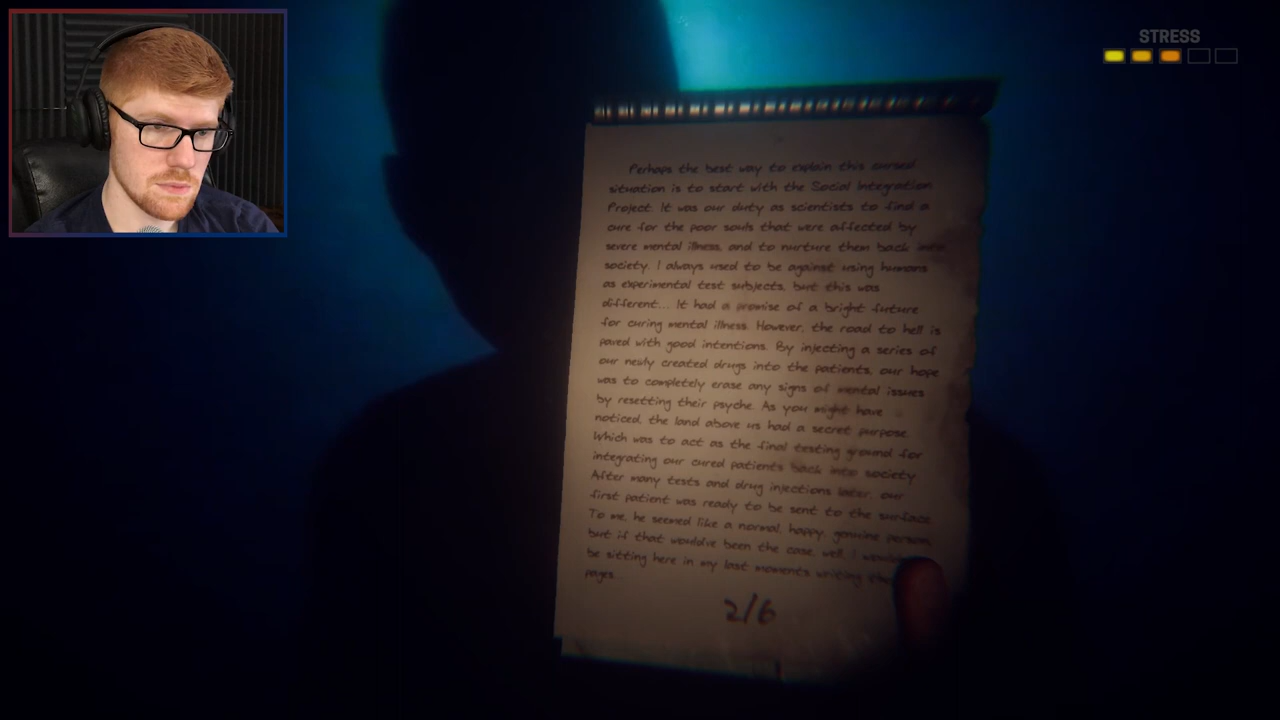 STRESS
Perhaps the best way to explain this cursed
situation is to start with the Social Integration
Project. It was our duty as scientists to find a
cure for the poor souls that were affected by
severe mental illness, and to nurture them back into
society. I always used to be against using humans
as experimental test subjects, but this was
different... It had a promise of a bright future
for curing mental illness. However, the road to hell is
paved with good intentions. By injecting a series of
our newly created drugs into the patients, our hope
was to completely erase any signs of mental issues
by resetting their psyche. As you might have
noticed, the land above us had a secret purpose.
Which was to act as the final testing ground for
integrating our cured patients back into society.
After many tests and drug injections later, our
first patient was ready to be sent to the surface.
To me, he seemed like a normal, happy, genuine person,
but if that would've been the case, well, I
be sitting here in my last moments writing
pages...
2/6